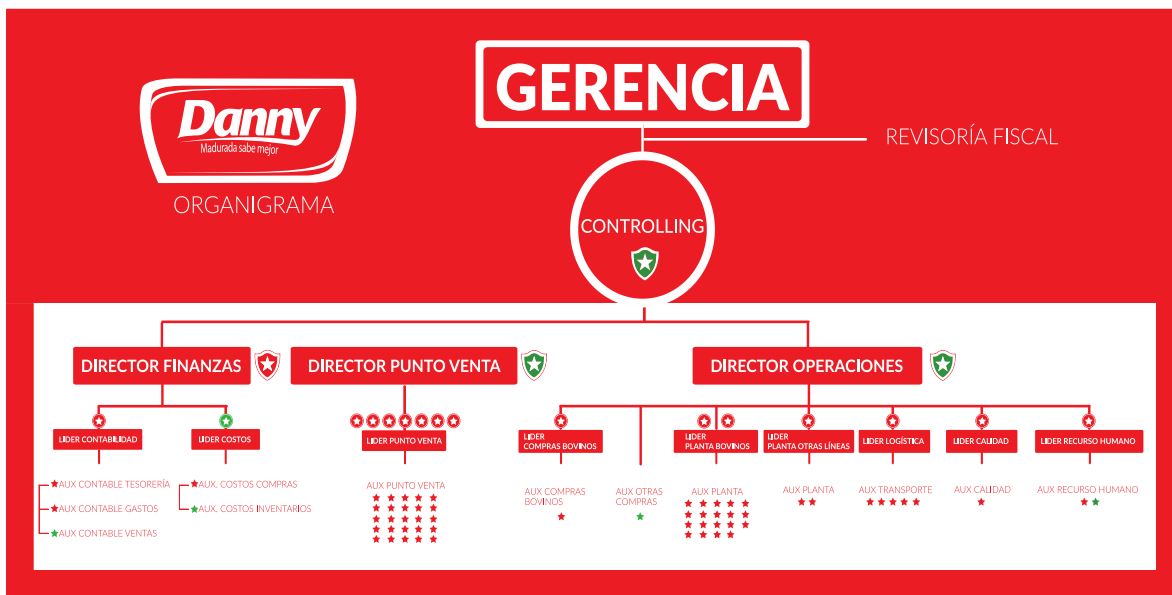 GERENCIA
Danny
Madurada sabe mejor
ORGANIGRAMA
REVISORÍA FISCAL
CONTROLLING
DIRECTOR FINANZAS
DIRECTOR PUNTO VENTA
DIRECTOR OPERACIONES
LIDER CONTABILIDAD
LIDER COSTOS
LIDER PUNTO VENTA
LIDER
COMPRAS BOVINOS
LIDER
PLANTA BOVINOS
LIDER
PLANTA OTRAS LÍNEAS
LIDER LOGÍSTICA
LIDER CALIDAD
LIDER RECURSO HUMANO
AUX CONTABLE TESORERÍA
AUX CONTABLE GASTOS
AUX CONTABLE VENTAS
AUX. COSTOS COMPRAS
AUX. COSTOS INVENTARIOS
AUX PUNTO VENTA
AUX COMPRAS
BOVINOS
AUX OTRAS
COMPRAS
AUX PLANTA
AUX PLANTA
AUX TRANSPORTE
AUX CALIDAD
AUX RECURSO HUMANO